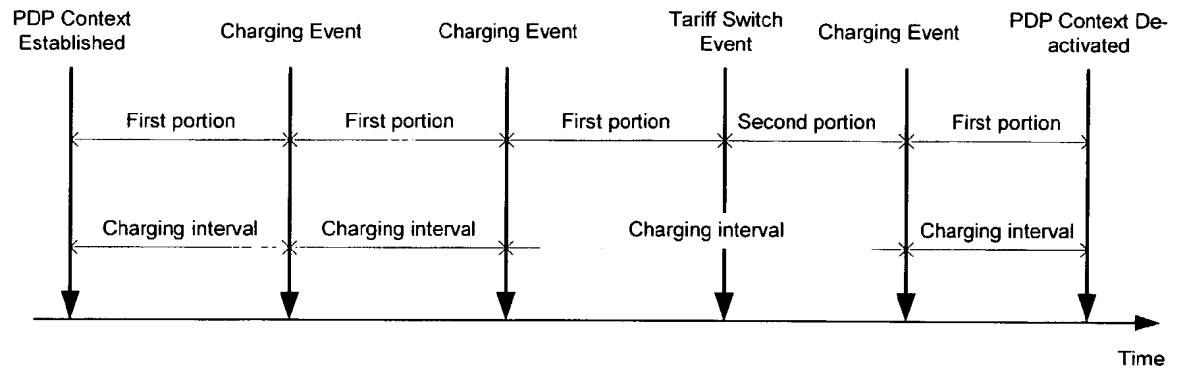 PDP Context
Established
Charging Event
Charging Event
Tariff Switch
Event
Charging Event
PDP Context De-
activated
First portion
First portion
First portion
Second portion
First portion
Charging interval
Charging interval
Charging interval
Charging interval
Time